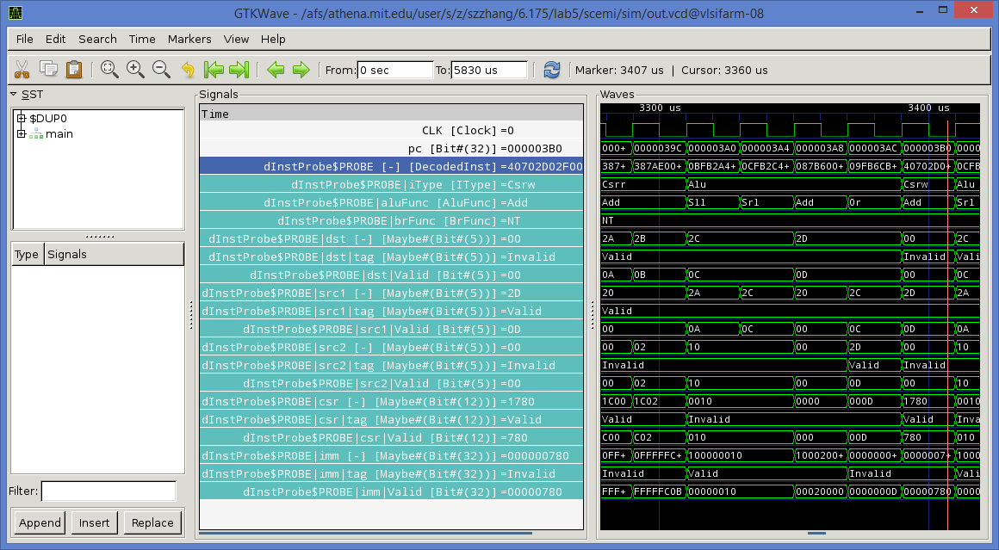 GTKWave - /afs/athena.mit.edu/user/s/z/szzhang/6.175/lab5/scemi/sim/out.vcd@vlsifarm-08
File Edit Search Time Markers View Help
From: 0 sec To: 5830 us Marker: 3407 us | Cursor: 3360 us
SST
$DUP0
main
Type Signals
Filter:
Append Insert Replace
Signals
Time
CLK [Clock] =0
pc [Bit#(32)] =000003B0
dInstProbe$PROBE [-] [DecodedInst] =40702D02F00
dInstProbe$PROBE|iType [IType] =Csrw
dInstProbe$PROBE|aluFunc [AluFunc] =Add
dInstProbe$PROBE|brFunc [BrFunc] =NT
dInstProbe$PROBE|dst [-] [Maybe#(Bit#(5))] =00
dInstProbe$PROBE|dst|tag [Maybe#(Bit#(5))] =Invalid
dInstProbe$PROBE|dst|Valid [Bit#(5)] =00
dInstProbe$PROBE|src1 [-] [Maybe#(Bit#(5))] =2D
dInstProbe$PROBE|src1|tag [Maybe#(Bit#(5))] =Valid
dInstProbe$PROBE|src1|Valid [Bit#(5)] =0D
dInstProbe$PROBE|src2 [-] [Maybe#(Bit#(5))] =00
dInstProbe$PROBE|src2|tag [Maybe#(Bit#(5))] =Invalid
dInstProbe$PROBE|src2|Valid [Bit#(5)] =00
dInstProbe$PROBE|csr [-] [Maybe#(Bit#(12))] =1780
dInstProbe$PROBE|csr|tag [Maybe#(Bit#(12))] =Valid
dInstProbe$PROBE|csr|Valid [Bit#(12)] =780
dInstProbe$PROBE|imm [-] [Maybe#(Bit#(32))] =000000780
dInstProbe$PROBE|imm|tag [Maybe#(Bit#(32))] =Invalid
dInstProbe$PROBE|imm|Valid [Bit#(32)] =00000780
Waves
3300 us 3400 us
000+ 0000039C 000003A0 000003A4 000003A8 000003AC 000003B0 0000
387+ 387AE00+ 0BFB2A4+ 0CFB2C4+ 087B600+ 09FB6CB+ 40702D0+ 0CFB
Csrr Alu Csrw Alu
Add Sll Srl Add Or Add Srl
NT
2A 2B 2C 2D 00 2C
Valid Invalid Vali
0A 0B 0C 0D 00 0C
20 2A 2C 20 2C 2D 2A
Valid
00 0A 0C 00 0C 0D 0A
00 02 10 00 2D 00 10
Invalid Valid Invalid
00 02 10 00 0D 00 10
1C00 1C02 0010 0000 000D 1780 0010
Valid Invalid Valid Inva
C00 C02 010 000 00D 780 010
0FF+ 0FFFFFC+ 100000010 1000200+ 0000000+ 0000007+ 1000
Invalid Valid Invalid Vali
FFF+ FFFFFC0B 00000010 00020000 0000000D 00000780 0000